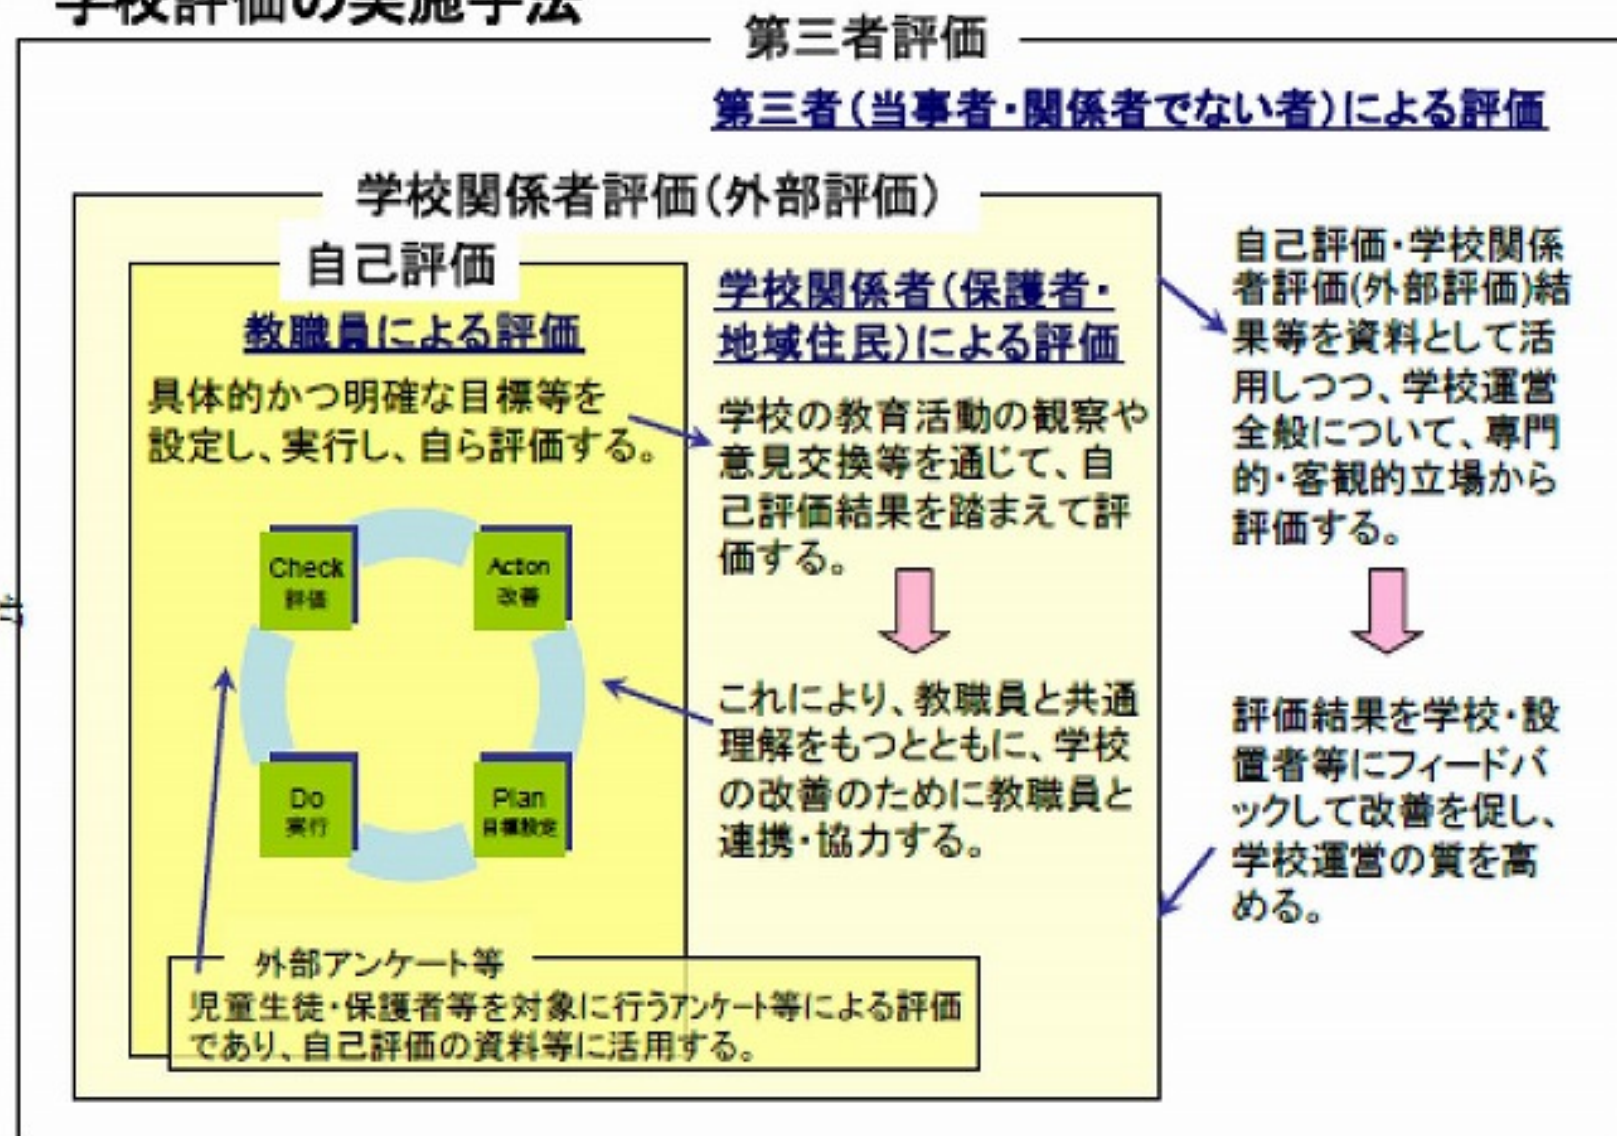 学校評価の実施手法
第三者評価
第三者(当事者・関係者でない者)による評価
学校関係者評価(外部評価)
自己評価
教職員による評価
具体的かつ明確な目標等を
設定し、実行し、自ら評価する。
Check
評価
Action
改善
Do
実行
Plan
目標設定
学校関係者(保護者・
地域住民)による評価
学校の教育活動の観察や
意見交換等を通じて、自
己評価結果を踏まえて評
価する。
これにより、教職員と共通
理解をもつとともに、学校
の改善のために教職員と
連携・協力する。
外部アンケート等
児童生徒・保護者等を対象に行うアンケート等による評価
であり、自己評価の資料等に活用する。
自己評価・学校関係
者評価(外部評価)結
果等を資料として活
用しつつ、学校運営
全般について、専門
的・客観的立場から
評価する。
評価結果を学校・設
置者等にフィードバ
ックして改善を促し、
学校運営の質を高
める。